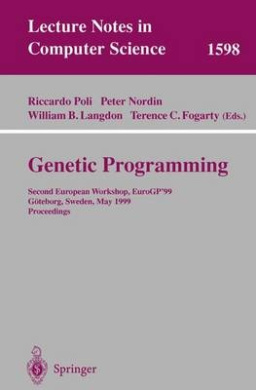 Lecture Notes in
Computer Science 1598
Riccardo Poli Peter Nordin
William B. Langdon Terence C. Fogarty (Eds.)
Genetic Programming
Second European Workshop, EuroGP'99
Göteborg, Sweden, May 1999
Proceedings
Springer